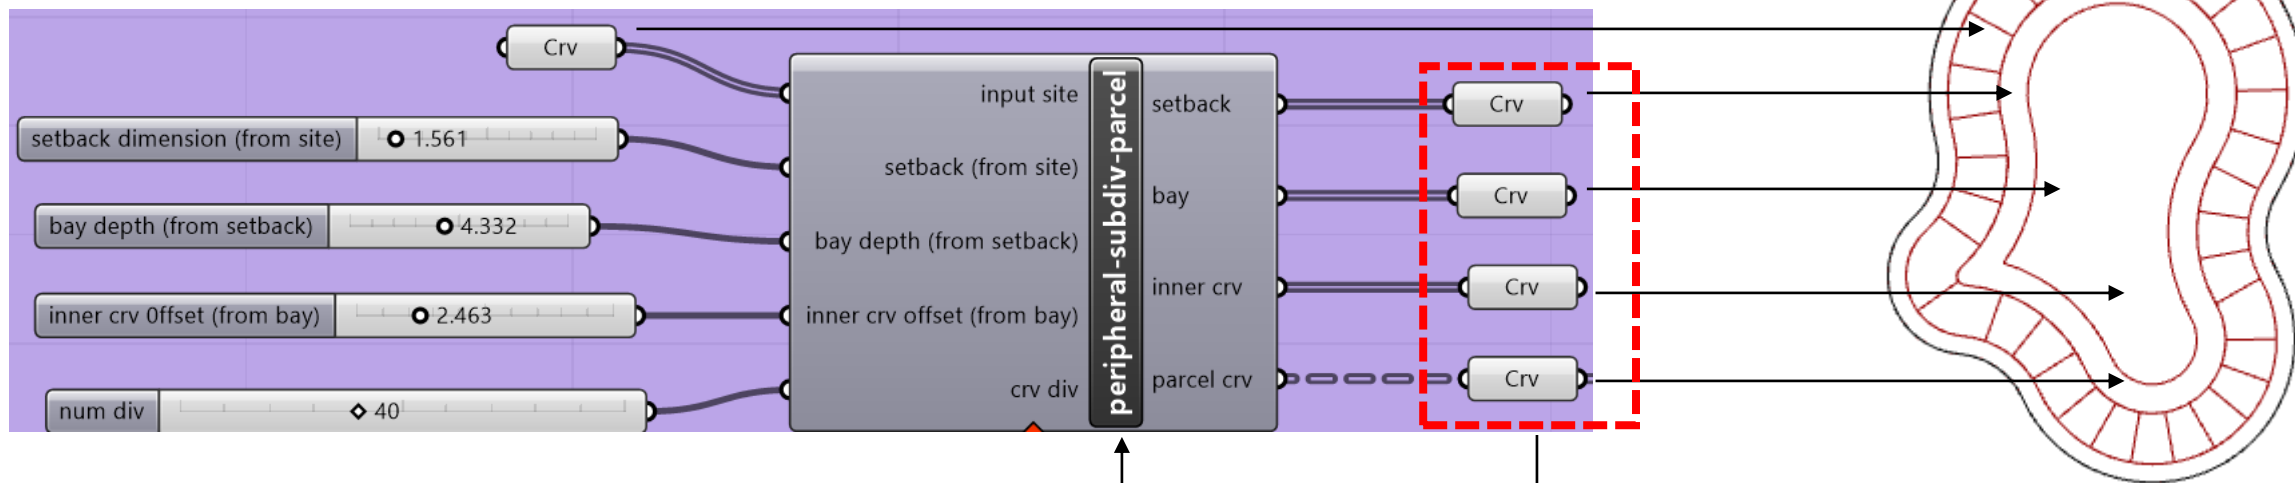 Crv
setback dimension (from site) 1.561
bay depth (from setback) 4.332
inner crv 0ffset (from bay) 2.463
num div 40
input site
setback (from site)
bay depth (from setback)
inner crv offset (from bay)
crv div
peripheral-subdiv-parcel
setback
bay
inner crv
parcel crv
Crv
Crv
Crv
Crv